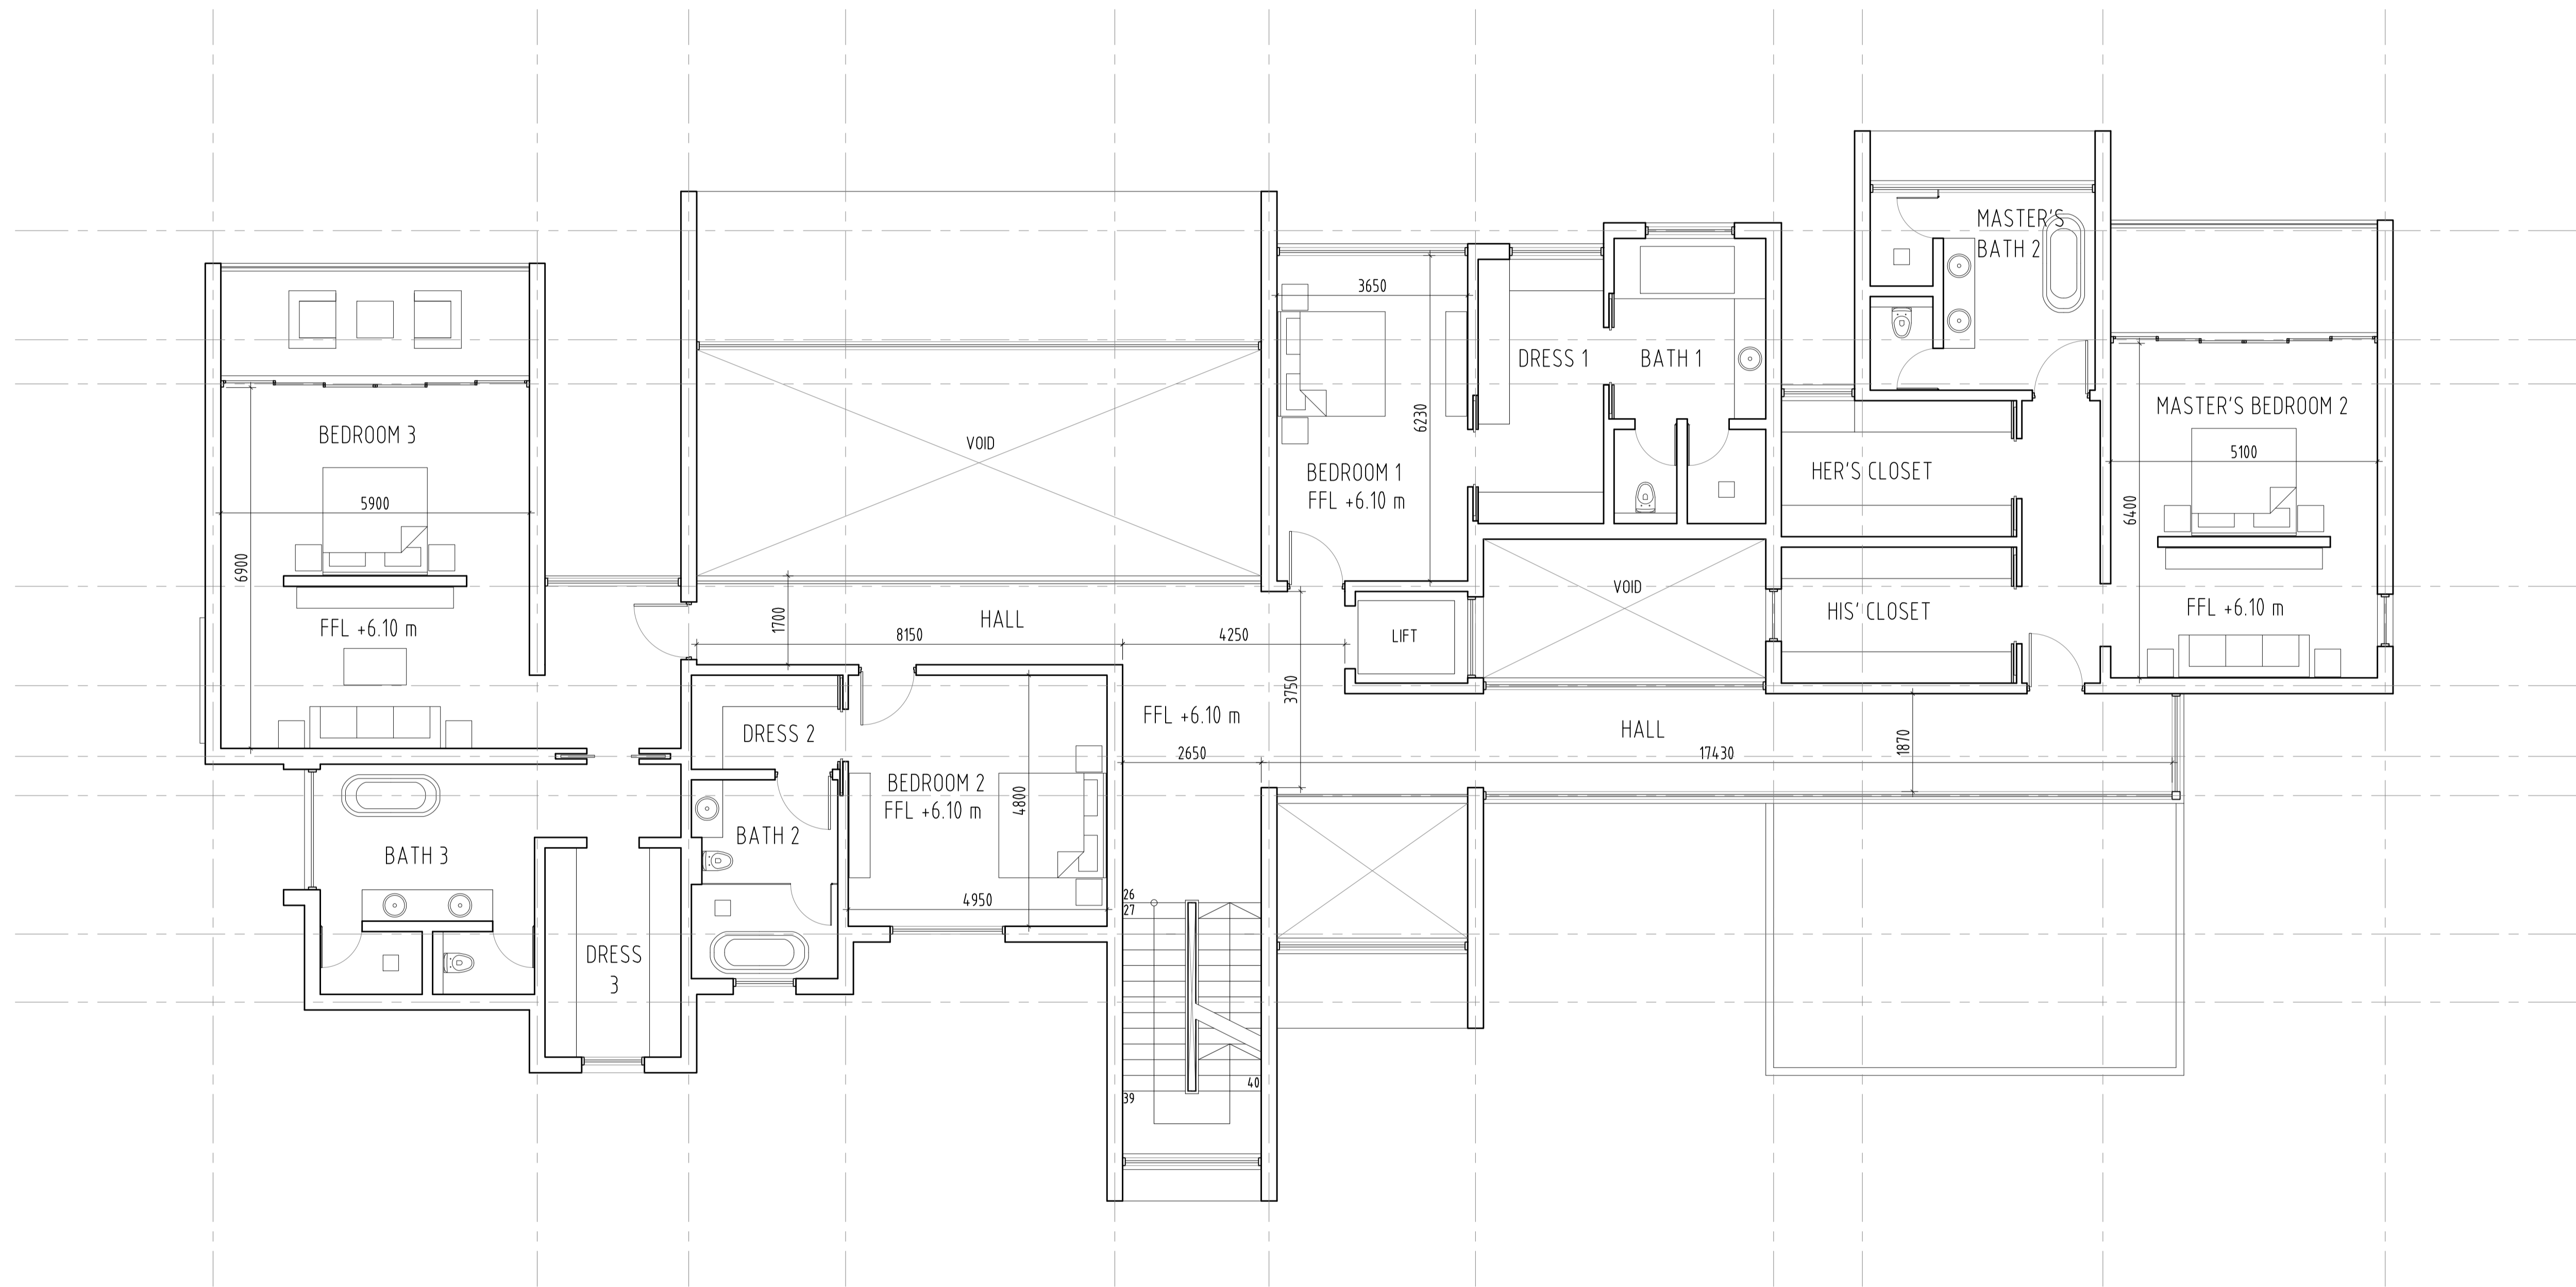 MASTER'S
BATH 2
3650
DRESS 1
BATH 1
6230
BEDROOM 3
VOID
MASTER'S BEDROOM 2
5100
HER'S CLOSET
BEDROOM 1
FFL +6.10 m
5900
6400
6900
VOID
FFL +6.10 m
1700
HALL
8150
4250
LIFT
HIS' CLOSET
FFL +6.10 m
3750
DRESS 2
FFL +6.10 m
2650
HALL
17430
1870
BEDROOM 2
FFL +6.10 m
4800
BATH 2
BATH 3
4950
26
27
DRESS
3
40
39